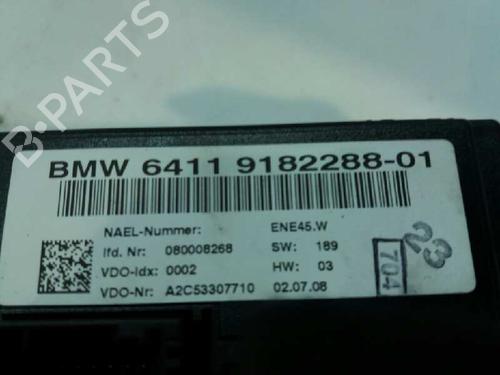 B-PARTS
BMW 6411 9182288-01
NAEL-Nummer: ENE45.W
lfd. Nr: 080008268 SW: 189
VDO-Idx: 0002 HW: 03
VDO-Nr: A2C53307710 02.07.08
23
704